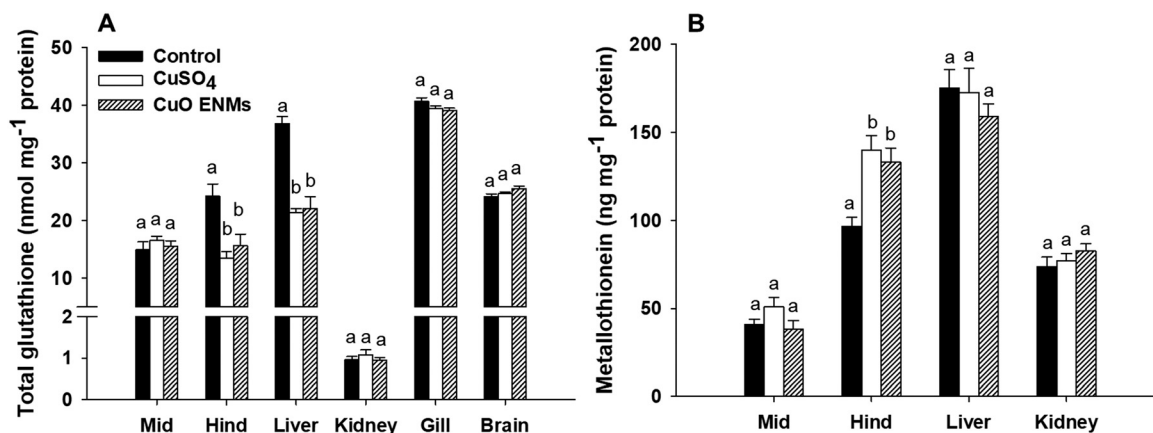 A
Total glutathione (nmol mg⁻¹ protein)
50
40
30
20
10
2
1
0
Control
CuSO₄
CuO ENMs
a a a
a b b
a b b
a a a
a a a
a a a
Mid Hind Liver Kidney Gill Brain
B
Metallothionein (ng mg⁻¹ protein)
200
150
100
50
0
a a a
a b b
a a a
a a a
Mid Hind Liver Kidney